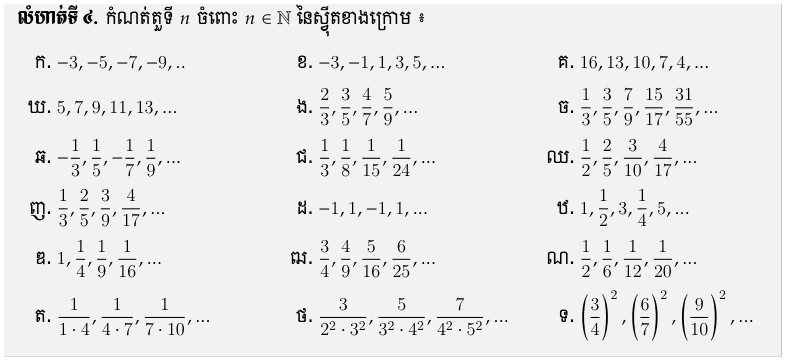 លំហាត់ទី ៤. កំណត់តួទី n ចំពោះ n ∈ ℕ នៃស្វ៊ីតខាងក្រោម ៖
ក. −3, −5, −7, −9, .. ខ. −3, −1, 1, 3, 5, ... គ. 16, 13, 10, 7, 4, ...
ឃ. 5, 7, 9, 11, 13, ... ង. 2/3, 3/5, 4/7, 5/9, ... ច. 1/3, 3/5, 7/9, 15/17, 31/55, ...
ឆ. −1/3, 1/5, −1/7, 1/9, ... ជ. 1/3, 1/8, 1/15, 1/24, ... ឈ. 1/2, 2/5, 3/10, 4/17, ...
ញ. 1/3, 2/5, 3/9, 4/17, ... ដ. −1, 1, −1, 1, ... ឋ. 1, 1/2, 3, 1/4, 5, ...
ឌ. 1, 1/4, 1/9, 1/16, ... ឍ. 3/4, 4/9, 5/16, 6/25, ... ណ. 1/2, 1/6, 1/12, 1/20, ...
ត. 1/(1·4), 1/(4·7), 1/(7·10), ... ថ. 3/(2²·3²), 5/(3²·4²), 7/(4²·5²), ... ទ. (3/4)², (6/7)², (9/10)², ...